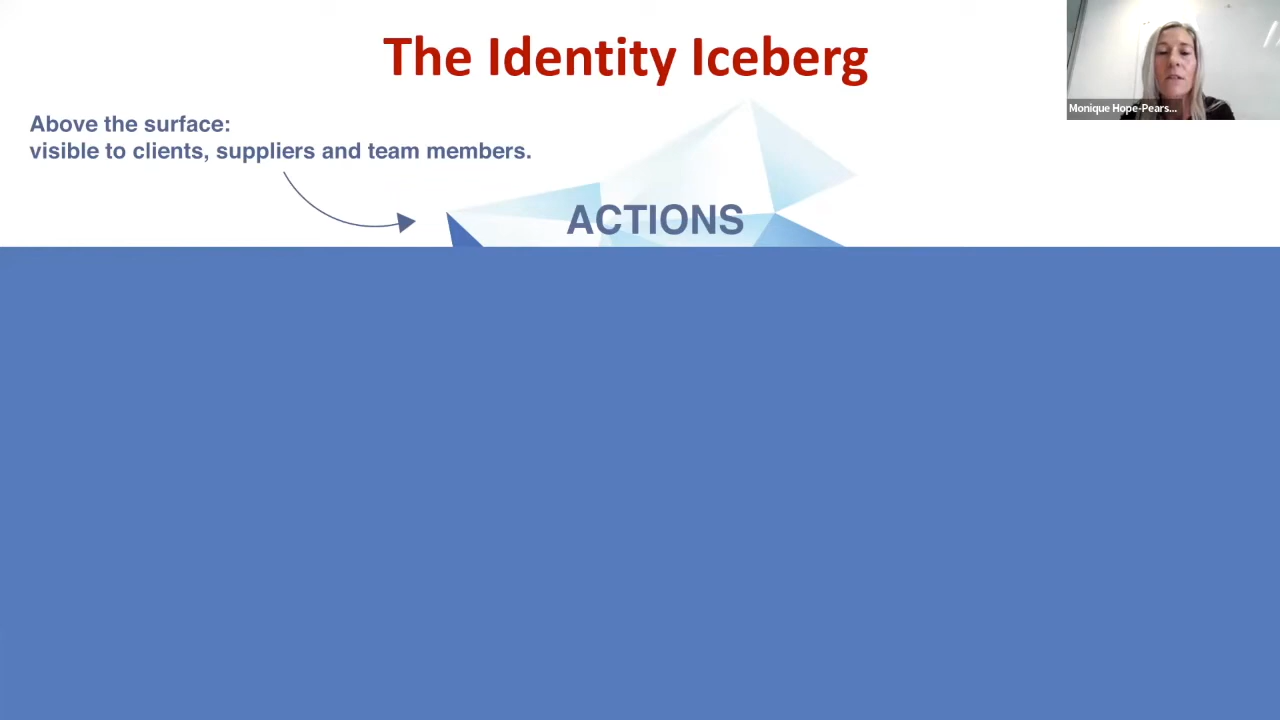 The Identity Iceberg
Monique Hope-Pears...
Above the surface:
visible to clients, suppliers and team members.
ACTIONS